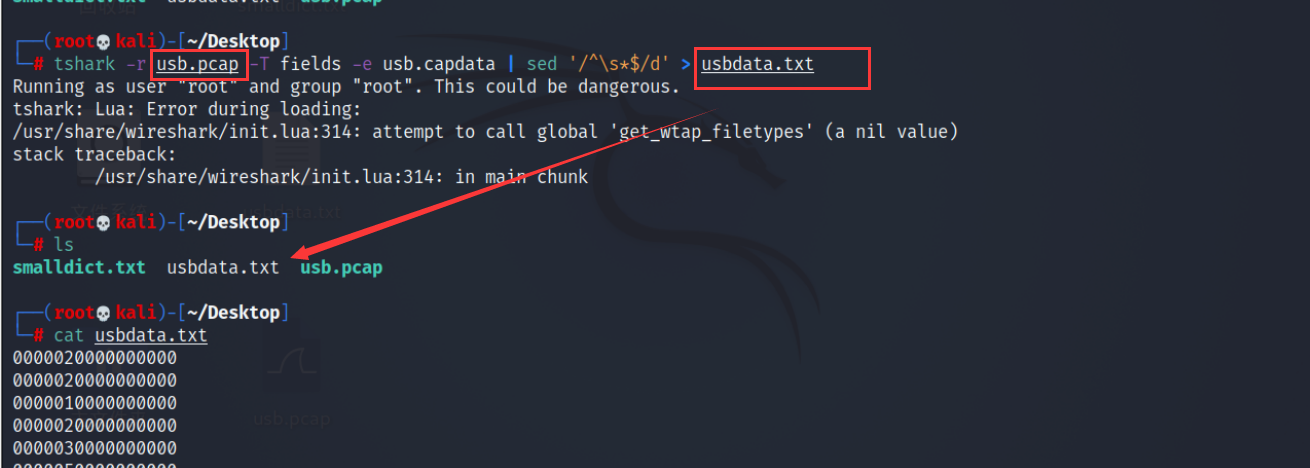 smalldict.txt  usbdata.txt  usb.pcap
┌──(root💀kali)-[~/Desktop]
└─# tshark -r usb.pcap -T fields -e usb.capdata | sed '/^\s*$/d' > usbdata.txt
Running as user "root" and group "root". This could be dangerous.
tshark: Lua: Error during loading:
/usr/share/wireshark/init.lua:314: attempt to call global 'get_wtap_filetypes' (a nil value)
stack traceback:
        /usr/share/wireshark/init.lua:314: in main chunk
┌──(root💀kali)-[~/Desktop]
└─# ls
smalldict.txt  usbdata.txt  usb.pcap
┌──(root💀kali)-[~/Desktop]
└─# cat usbdata.txt
0000020000000000
0000020000000000
0000010000000000
0000020000000000
0000030000000000
0000050000000000
usb.pcap